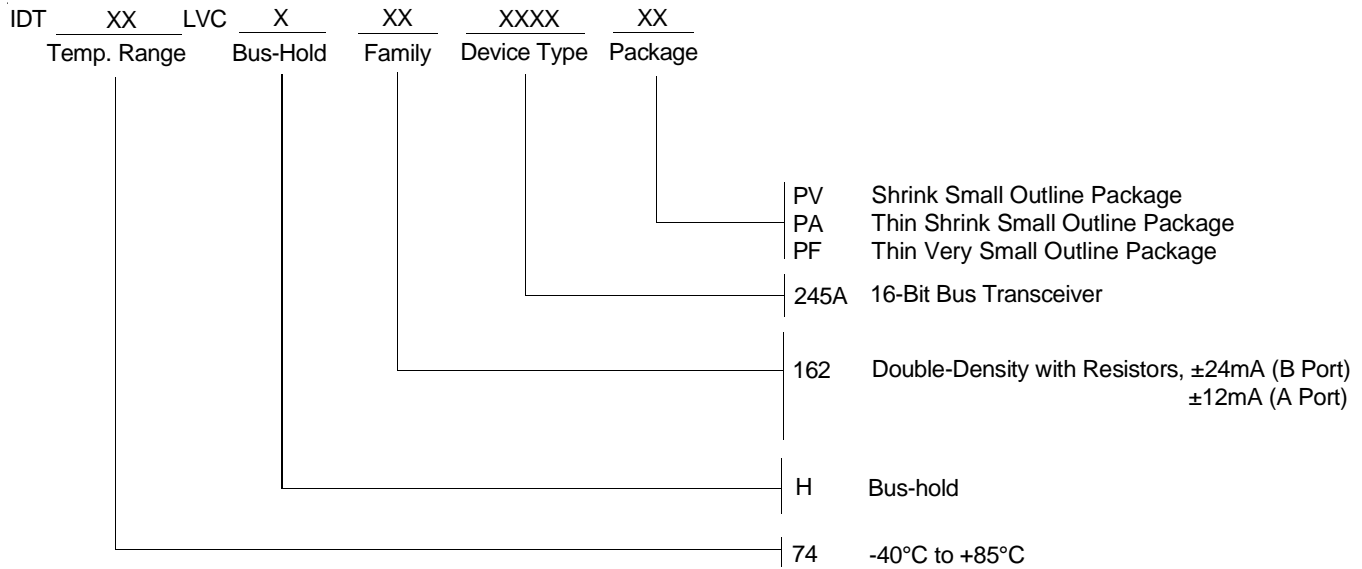 IDT XX LVC X XX XXXX XX
Temp. Range Bus-Hold Family Device Type Package
PV Shrink Small Outline Package
PA Thin Shrink Small Outline Package
PF Thin Very Small Outline Package
245A 16-Bit Bus Transceiver
162 Double-Density with Resistors, ±24mA (B Port)
±12mA (A Port)
H Bus-hold
74 -40°C to +85°C